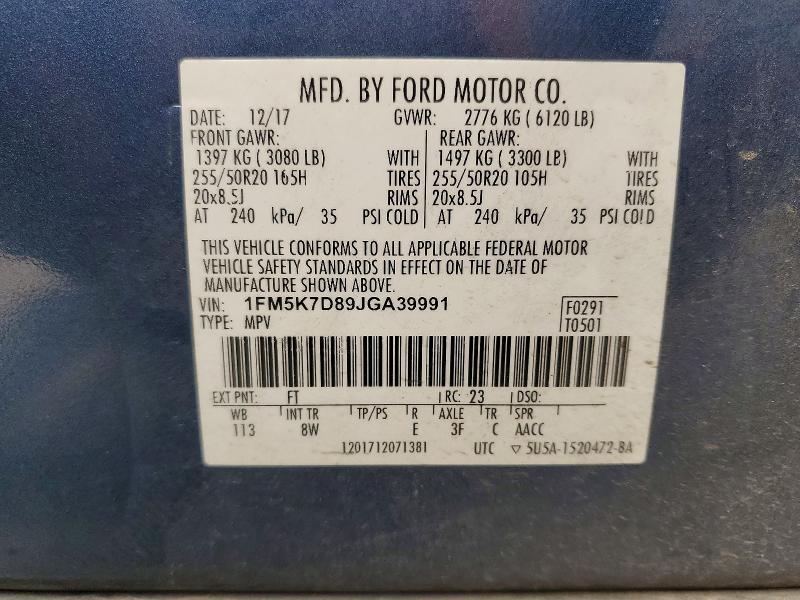 MFD. BY FORD MOTOR CO.
DATE: 12/17 GVWR: 2776 KG ( 6120 LB)
FRONT GAWR: REAR GAWR:
1397 KG ( 3080 LB) WITH 1497 KG ( 3300 LB) WITH
255/50R20 105H TIRES 255/50R20 105H TIRES
20x8.5J RIMS 20x8.5J RIMS
AT 240 kPa/ 35 PSI COLD AT 240 kPa/ 35 PSI COLD
THIS VEHICLE CONFORMS TO ALL APPLICABLE FEDERAL MOTOR
VEHICLE SAFETY STANDARDS IN EFFECT ON THE DATE OF
MANUFACTURE SHOWN ABOVE.
VIN: 1FM5K7D89JGA39991 F0291
TYPE: MPV T0501
EXT PNT: FT RC: 23 DSO:
WB INT TR TP/PS R AXLE TR SPR
113 8W E 3F C AACC
1201712071381 UTC ▽ 5U5A-1520472-BA